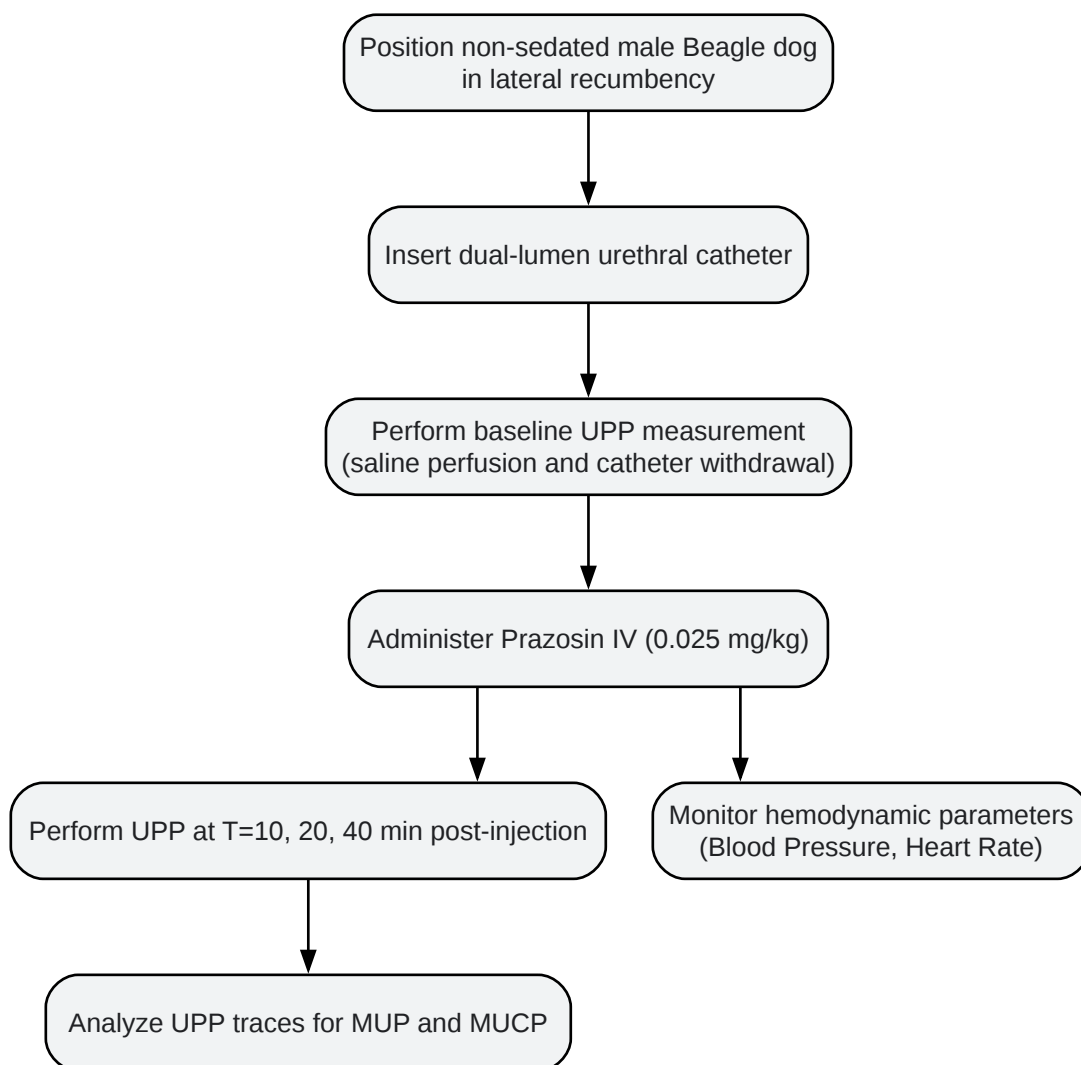 Position non-sedated male Beagle dog
in lateral recumbency
Insert dual-lumen urethral catheter
Perform baseline UPP measurement
(saline perfusion and catheter withdrawal)
Administer Prazosin IV (0.025 mg/kg)
Perform UPP at T=10, 20, 40 min post-injection
Monitor hemodynamic parameters
(Blood Pressure, Heart Rate)
Analyze UPP traces for MUP and MUCP